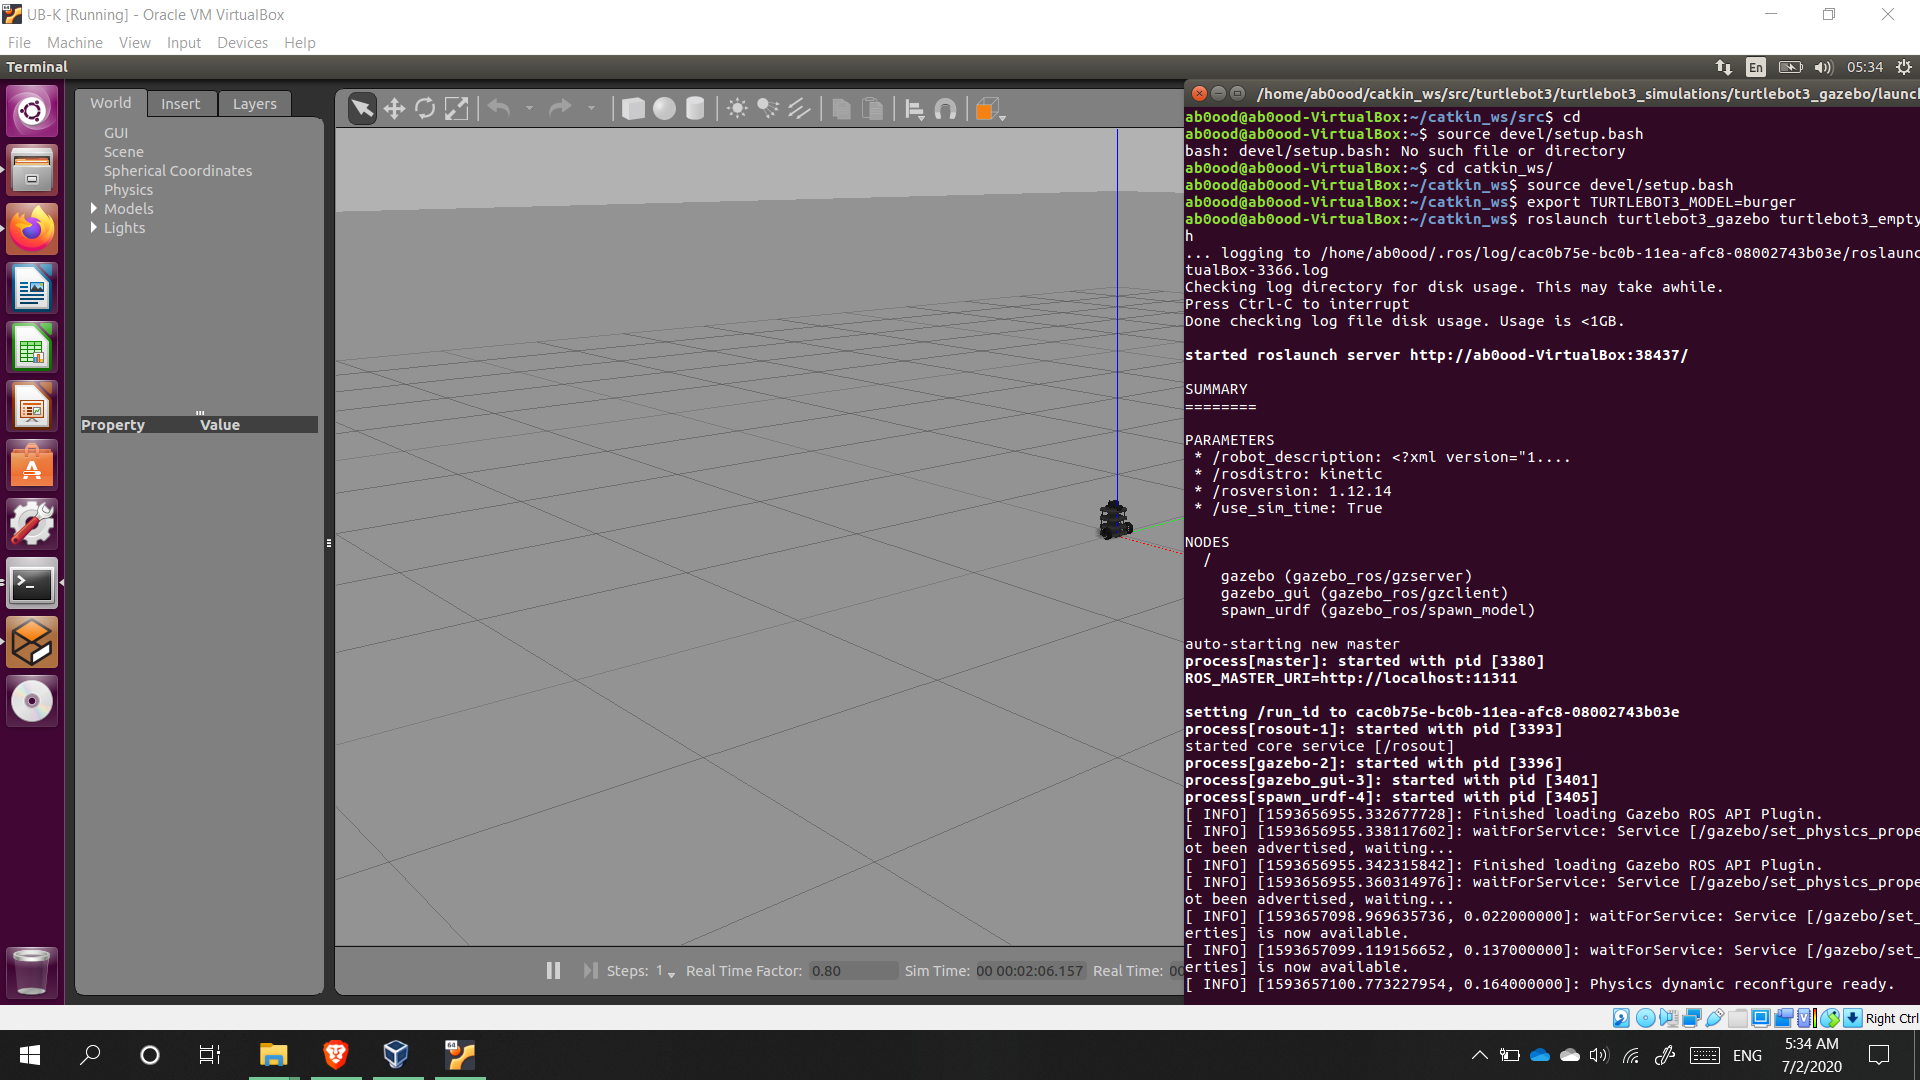 UB-K [Running] - Oracle VM VirtualBox
File Machine View Input Devices Help
Terminal
En
05:34
World Insert Layers
GUI
Scene
Spherical Coordinates
Physics
Models
Lights
Property Value
Steps: 1 Real Time Factor: 0.80 Sim Time: 00 00:02:06.157 Real Time: 00
/home/ab0ood/catkin_ws/src/turtlebot3/turtlebot3_simulations/turtlebot3_gazebo/launch
ab0ood@ab0ood-VirtualBox:~/catkin_ws/src$ cd
ab0ood@ab0ood-VirtualBox:~$ source devel/setup.bash
bash: devel/setup.bash: No such file or directory
ab0ood@ab0ood-VirtualBox:~$ cd catkin_ws/
ab0ood@ab0ood-VirtualBox:~/catkin_ws$ source devel/setup.bash
ab0ood@ab0ood-VirtualBox:~/catkin_ws$ export TURTLEBOT3_MODEL=burger
ab0ood@ab0ood-VirtualBox:~/catkin_ws$ roslaunch turtlebot3_gazebo turtlebot3_empty
h
... logging to /home/ab0ood/.ros/log/cac0b75e-bc0b-11ea-afc8-08002743b03e/roslaunc
tualBox-3366.log
Checking log directory for disk usage. This may take awhile.
Press Ctrl-C to interrupt
Done checking log file disk usage. Usage is <1GB.
started roslaunch server http://ab0ood-VirtualBox:38437/
SUMMARY
========
PARAMETERS
* /robot_description: <?xml version="1....
* /rosdistro: kinetic
* /rosversion: 1.12.14
* /use_sim_time: True
NODES
/
gazebo (gazebo_ros/gzserver)
gazebo_gui (gazebo_ros/gzclient)
spawn_urdf (gazebo_ros/spawn_model)
auto-starting new master
process[master]: started with pid [3380]
ROS_MASTER_URI=http://localhost:11311
setting /run_id to cac0b75e-bc0b-11ea-afc8-08002743b03e
process[rosout-1]: started with pid [3393]
started core service [/rosout]
process[gazebo-2]: started with pid [3396]
process[gazebo_gui-3]: started with pid [3401]
process[spawn_urdf-4]: started with pid [3405]
[ INFO] [1593656955.332677728]: Finished loading Gazebo ROS API Plugin.
[ INFO] [1593656955.338117602]: waitForService: Service [/gazebo/set_physics_prope
ot been advertised, waiting...
[ INFO] [1593656955.342315842]: Finished loading Gazebo ROS API Plugin.
[ INFO] [1593656955.360314976]: waitForService: Service [/gazebo/set_physics_prope
ot been advertised, waiting...
[ INFO] [1593657098.969635736, 0.022000000]: waitForService: Service [/gazebo/set_
erties] is now available.
[ INFO] [1593657099.119156652, 0.137000000]: waitForService: Service [/gazebo/set_
erties] is now available.
[ INFO] [1593657100.773227954, 0.164000000]: Physics dynamic reconfigure ready.
Right Ctrl
64
ENG
5:34 AM
7/2/2020